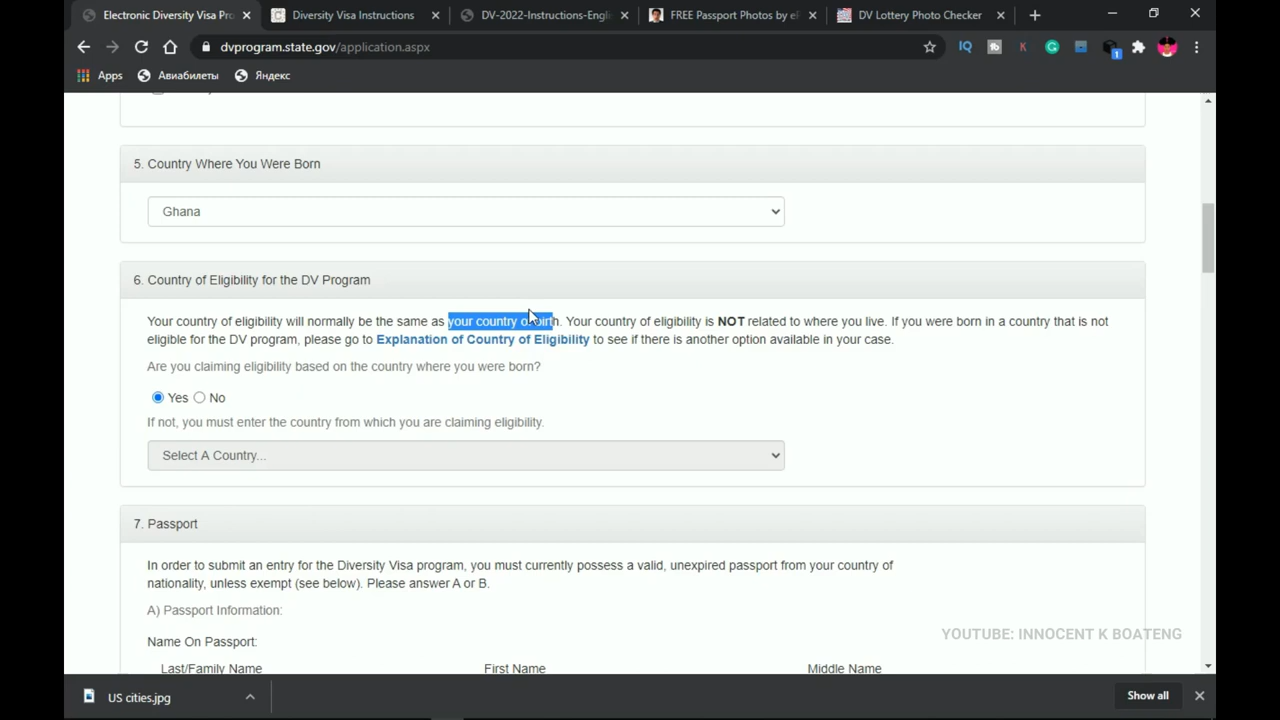 Electronic Diversity Visa Pro
Diversity Visa Instructions
DV-2022-Instructions-Engli
FREE Passport Photos by eP
DV Lottery Photo Checker
dvprogram.state.gov/application.aspx
IQ
K
G
1
Apps
Авиабилеты
Яндекс
5. Country Where You Were Born
Ghana
6. Country of Eligibility for the DV Program
Your country of eligibility will normally be the same as your country of birth. Your country of eligibility is NOT related to where you live. If you were born in a country that is not
eligible for the DV program, please go to Explanation of Country of Eligibility to see if there is another option available in your case.
Are you claiming eligibility based on the country where you were born?
Yes No
If not, you must enter the country from which you are claiming eligibility.
Select A Country...
7. Passport
In order to submit an entry for the Diversity Visa program, you must currently possess a valid, unexpired passport from your country of
nationality, unless exempt (see below). Please answer A or B.
A) Passport Information:
Name On Passport:
YOUTUBE: INNOCENT K BOATENG
Last/Family Name
First Name
Middle Name
US cities.jpg
Show all